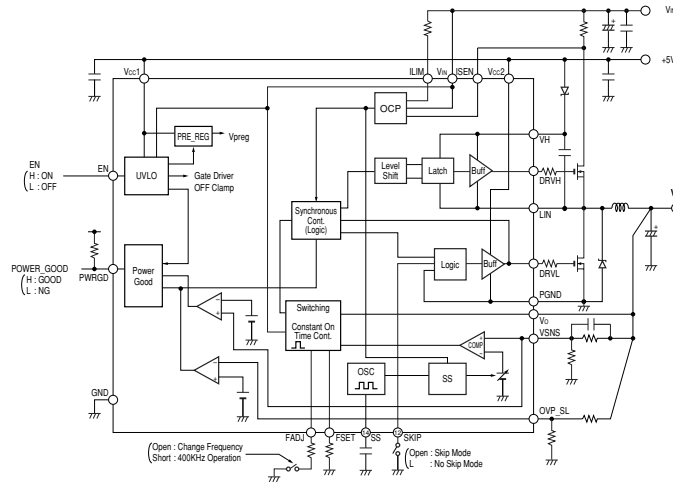 Vin
+5V
Vcc1
ILIM
VIN
ISEN
Vcc2
OCP
PRE_REG
Vpreg
VH
EN
H : ON
L : OFF
EN
UVLO
Gate Driver
OFF Clamp
Level
Shift
Latch
Buff
DRVH
LIN
Synchronous
Cont.
(Logic)
POWER_GOOD
H : GOOD
L : NG
PWRGD
Power
Good
Logic
Buff
DRVL
PGND
Switching
Constant On
Time Cont.
Vo
VSNS
COMP
+
−
−
+
−
+
OSC
SS
GND
OVP_SL
FADJ
FSET
14
SS
13
SKIP
Open : Change Frequency
Short : 400KHz Operation
Open : Skip Mode
L : No Skip Mode